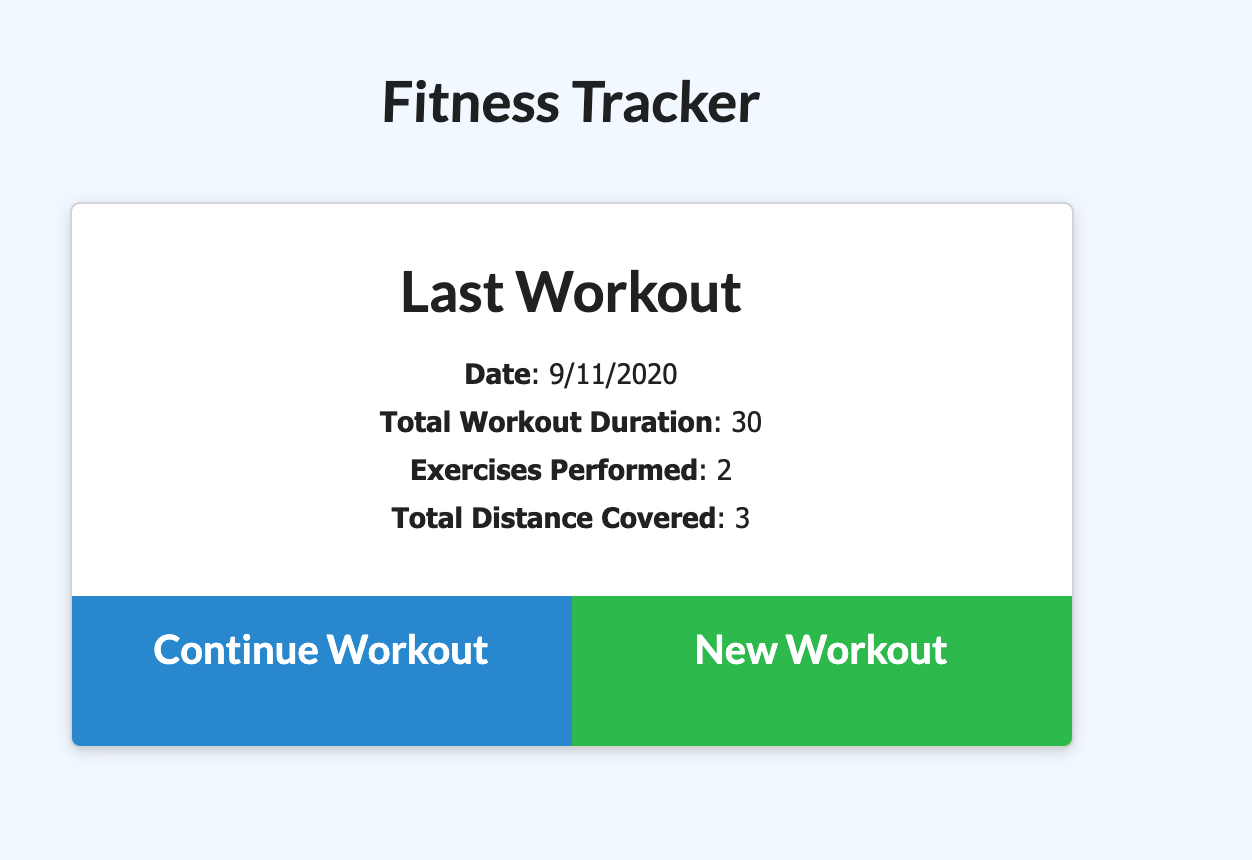 Fitness Tracker
Last Workout
Date: 9/11/2020
Total Workout Duration: 30
Exercises Performed: 2
Total Distance Covered: 3
Continue Workout
New Workout